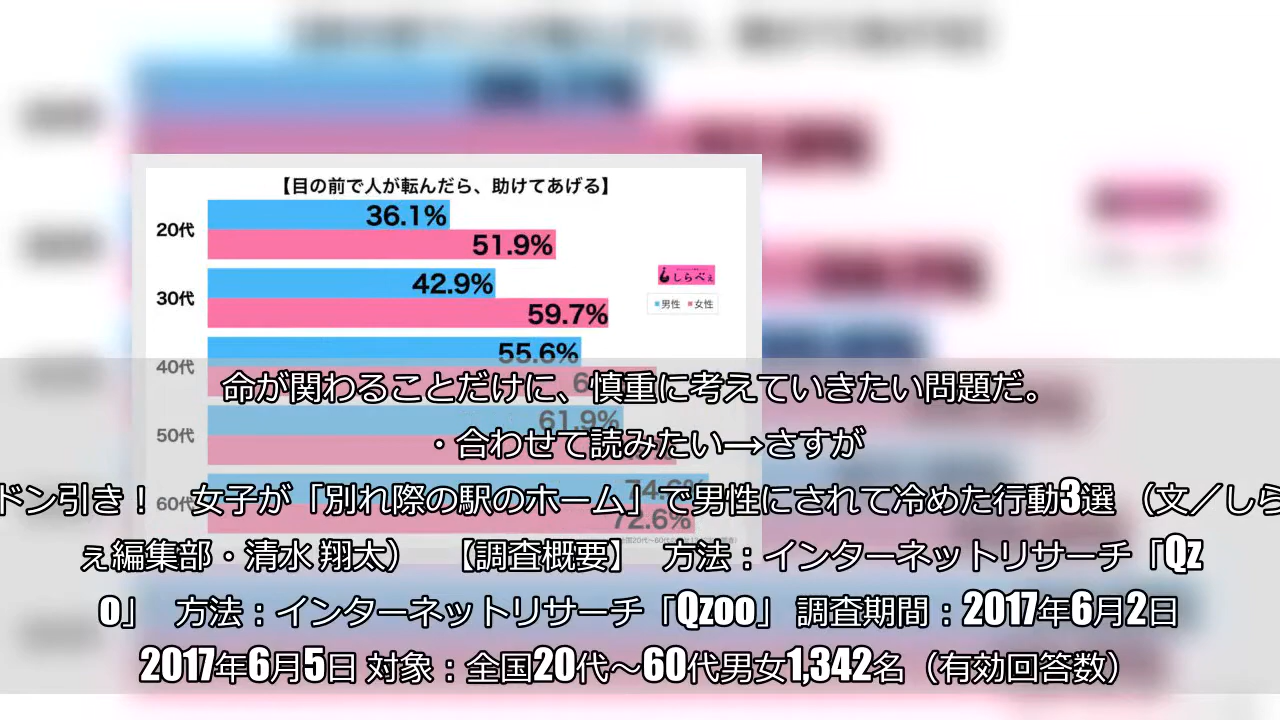 【目の前で人が転んだら、助けてあげる】
20代
36.1%
51.9%
30代
42.9%
59.7%
しらべぇ
男性 女性
40代
55.6%
50代
61.9%
60代
74.6%
72.6%
命が関わることだけに、慎重に考えていきたい問題だ。
・合わせて読みたい→さすが
ドン引き！ 女子が「別れ際の駅のホーム」で男性にされて冷めた行動3選 （文／しら
ぇ編集部・清水 翔太） 【調査概要】 方法：インターネットリサーチ「Qz
o」 方法：インターネットリサーチ「Qzoo」 調査期間：2017年6月2日
2017年6月5日 対象：全国20代～60代男女1,342名（有効回答数）